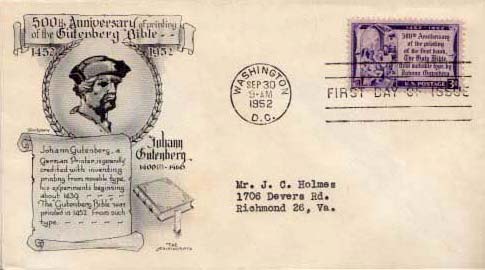 500th Anniversary of printing
of the Gutenberg Bible
1452 1952
Johann
Gutenberg
1400(?)-1468
Johann Gutenberg, a
German Printer, is generally
credited with inventing
printing from movable type,
his experiments beginning
about 1439.
The "Gutenberg Bible" was
printed in 1452 from such
type.
THE
WASHINGTON
SEP 30
9-AM
1952
D.C.
1452-1952
500th Anniversary
of the printing
of the first book,
The Holy Bible,
from movable type, by
Johann Gutenberg
U.S. POSTAGE 3¢
FIRST DAY OF ISSUE
Mr. J. C. Holmes
1706 Devers Rd.
Richmond 26, Va.